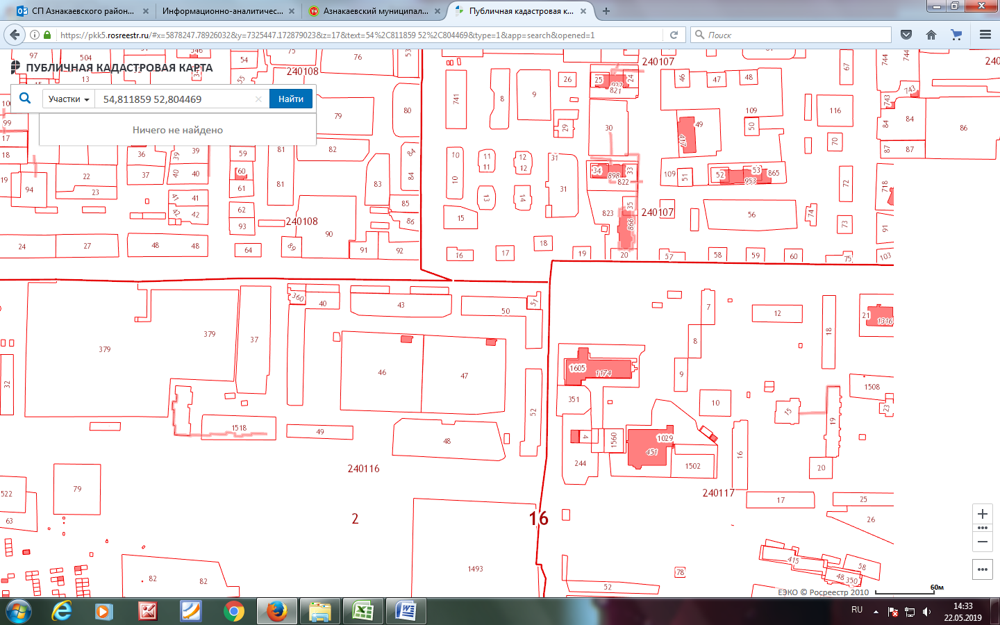 СП Азнакаевского район...
Информационно-аналитичес...
Азнакаевский муниципал...
Публичная кадастровая к...
https://pkk5.rosreestr.ru/#x=5878247.78926032&y=7325447.172879023&z=17&text=54%2C811859 52%2C804469&type=1&app=search&opened=1
Поиск
ПУБЛИЧНАЯ КАДАСТРОВАЯ КАРТА
Участки
54,811859 52,804469
Найти
Ничего не найдено
97 504 546 54 75 76 53 240108
13 55
240107 67 744 744 240
25 922 821 24 26 46 47 48 743
741 8 9 109 116 743 84 84 86
99 79 80 29 30 49 417 50
17 18 36 39 39 59 81 82 84 70 87 87
10 11 11 12 12 31 34 898 33 822 109 51 52 53 865 953
19 22 37 40 40 60 84 10 31 72 718
94 23 61 81 83 13 14
41 41 62 85 35 240107 56 74
42 42 93 240108 90 86 15 823 866 73 91
24 27 48 48 64 89 91 92 16 17 18 19 20 57 58 59 60 75 103
360 40 43 50 51 7 12 21 1316
379 379 37 8 18
46 47 1605 1174 9
32 351 10 1508
1518 49 48 52 4 1560 1029 451 15 19 23
240116 244 1502 16 20
522 79 240117 17 25
63 2 16 26
82 82 1493 78 52 415 48 350 58
ЕЭКО © Росреестр 2010
60м
RU
14:33
22.05.2019